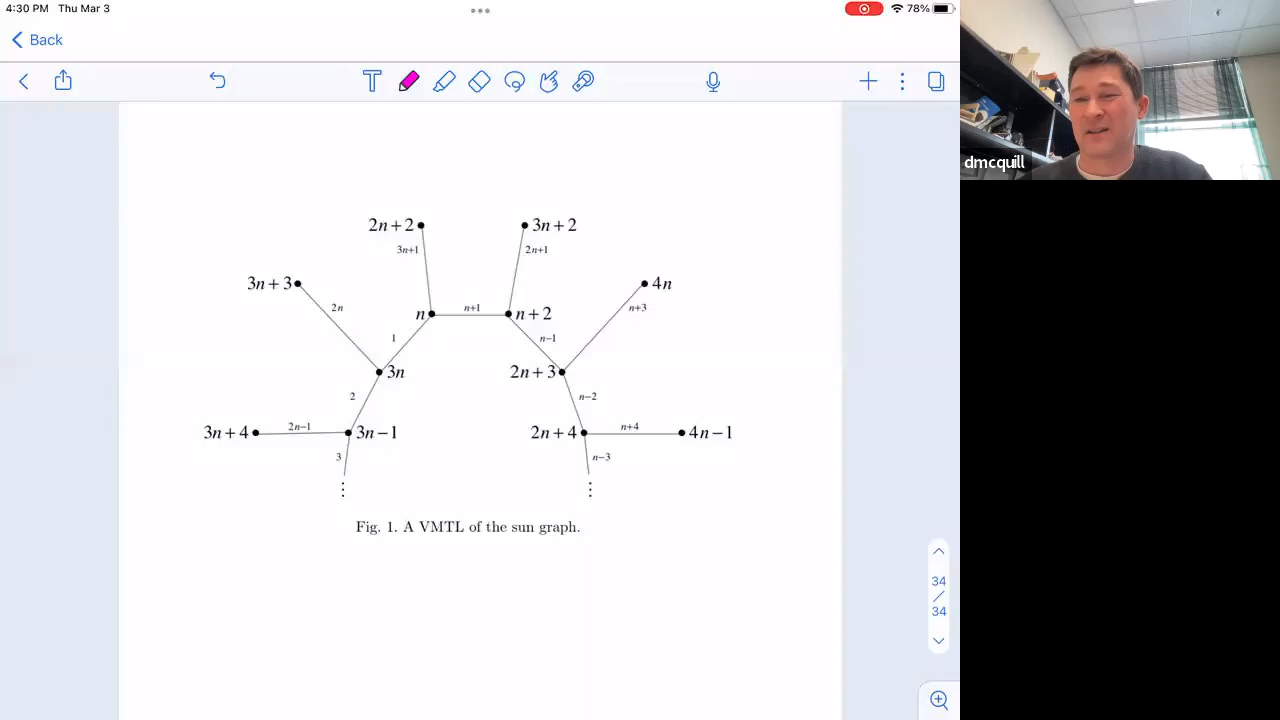 4:30 PM Thu Mar 3
78%
Back
dmcquill
2n+2
3n+2
3n+1
2n+1
3n+3
4n
2n
n+1
n+3
n
n+2
1
n−1
3n
2n+3
2
n−2
3n+4
2n−1
3n−1
2n+4
n+4
4n−1
3
n−3
⋮
⋮
Fig. 1. A VMTL of the sun graph.
34
34